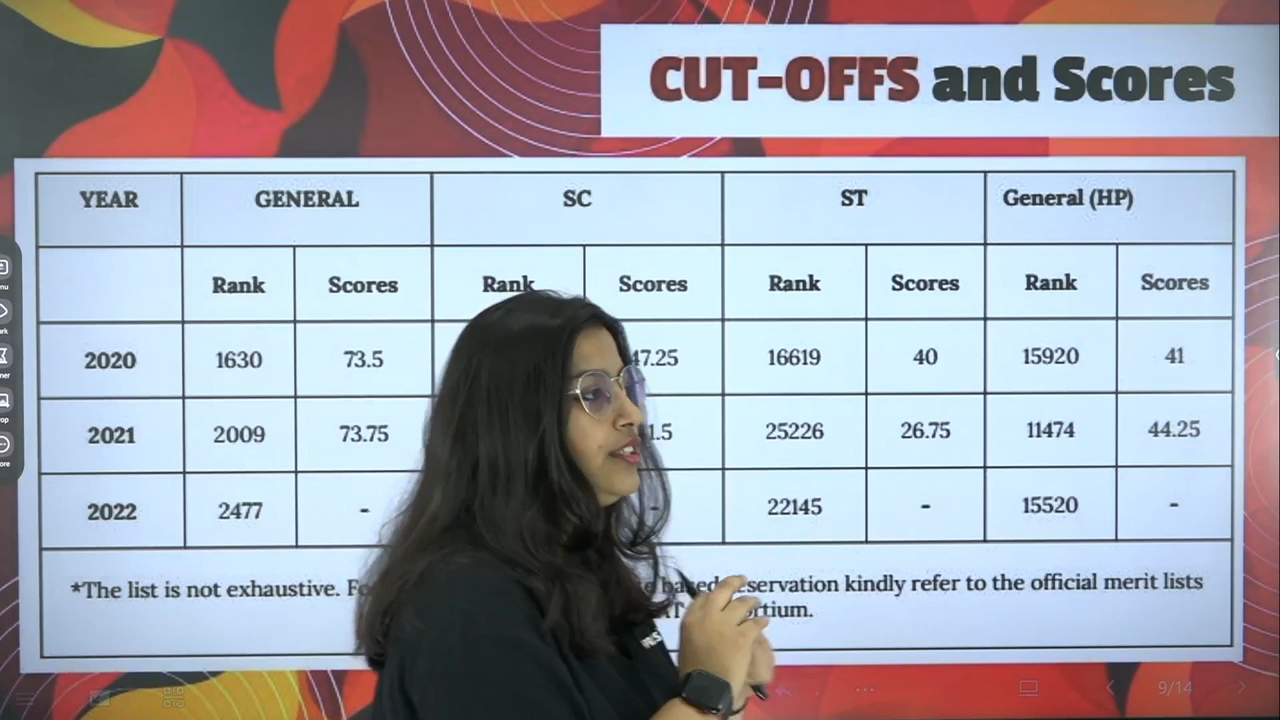 CUT-OFFS and Scores
YEAR GENERAL SC ST General (HP)
Rank Scores Rank Scores Rank Scores Rank Scores
2020 1630 73.5 47.25 16619 40 15920 41
2021 2009 73.75 1.5 25226 26.75 11474 44.25
2022 2477 - - 22145 - 15520 -
*The list is not exhaustive. based reservation kindly refer to the official merit lists
9/14